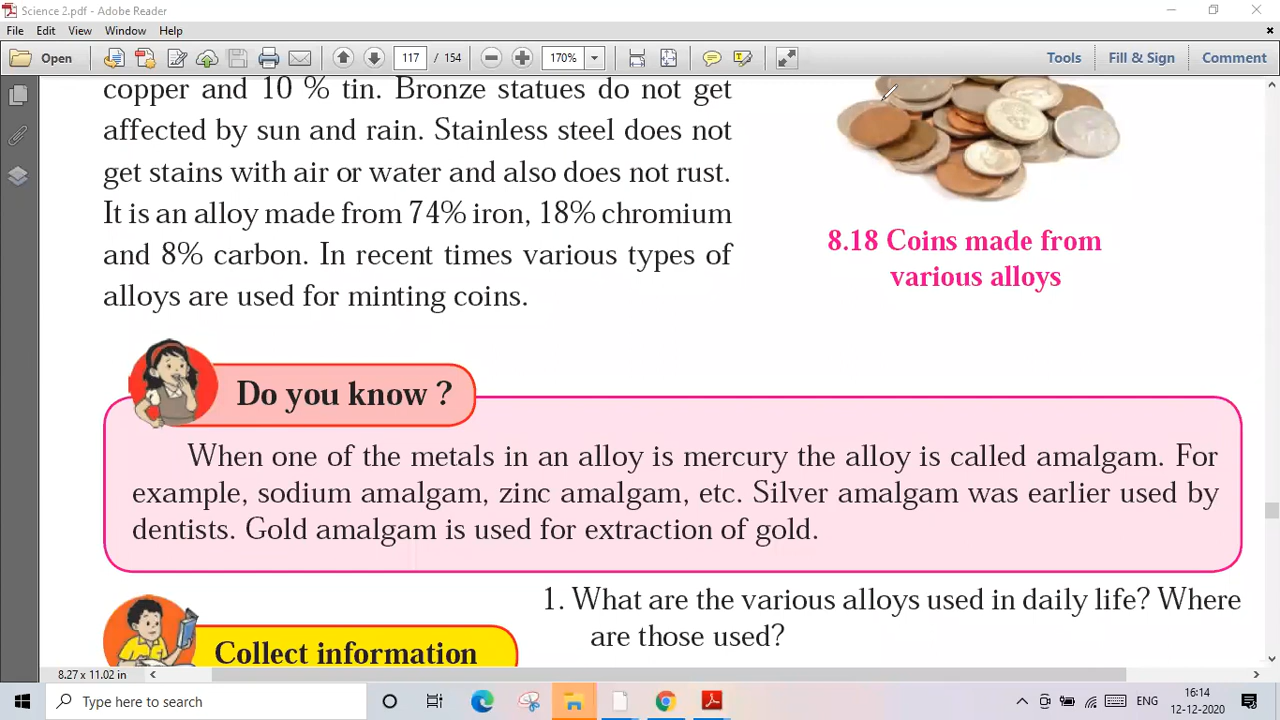 Science 2.pdf - Adobe Reader
File Edit View Window Help
Open 117 / 154 170% Tools Fill & Sign Comment
copper and 10 % tin. Bronze statues do not get
affected by sun and rain. Stainless steel does not
get stains with air or water and also does not rust.
It is an alloy made from 74% iron, 18% chromium
and 8% carbon. In recent times various types of
alloys are used for minting coins.
8.18 Coins made from
various alloys
Do you know ?
When one of the metals in an alloy is mercury the alloy is called amalgam. For
example, sodium amalgam, zinc amalgam, etc. Silver amalgam was earlier used by
dentists. Gold amalgam is used for extraction of gold.
1. What are the various alloys used in daily life? Where
are those used?
Collect information
8.27 x 11.02 in
Type here to search
ENG
16:14
12-12-2020